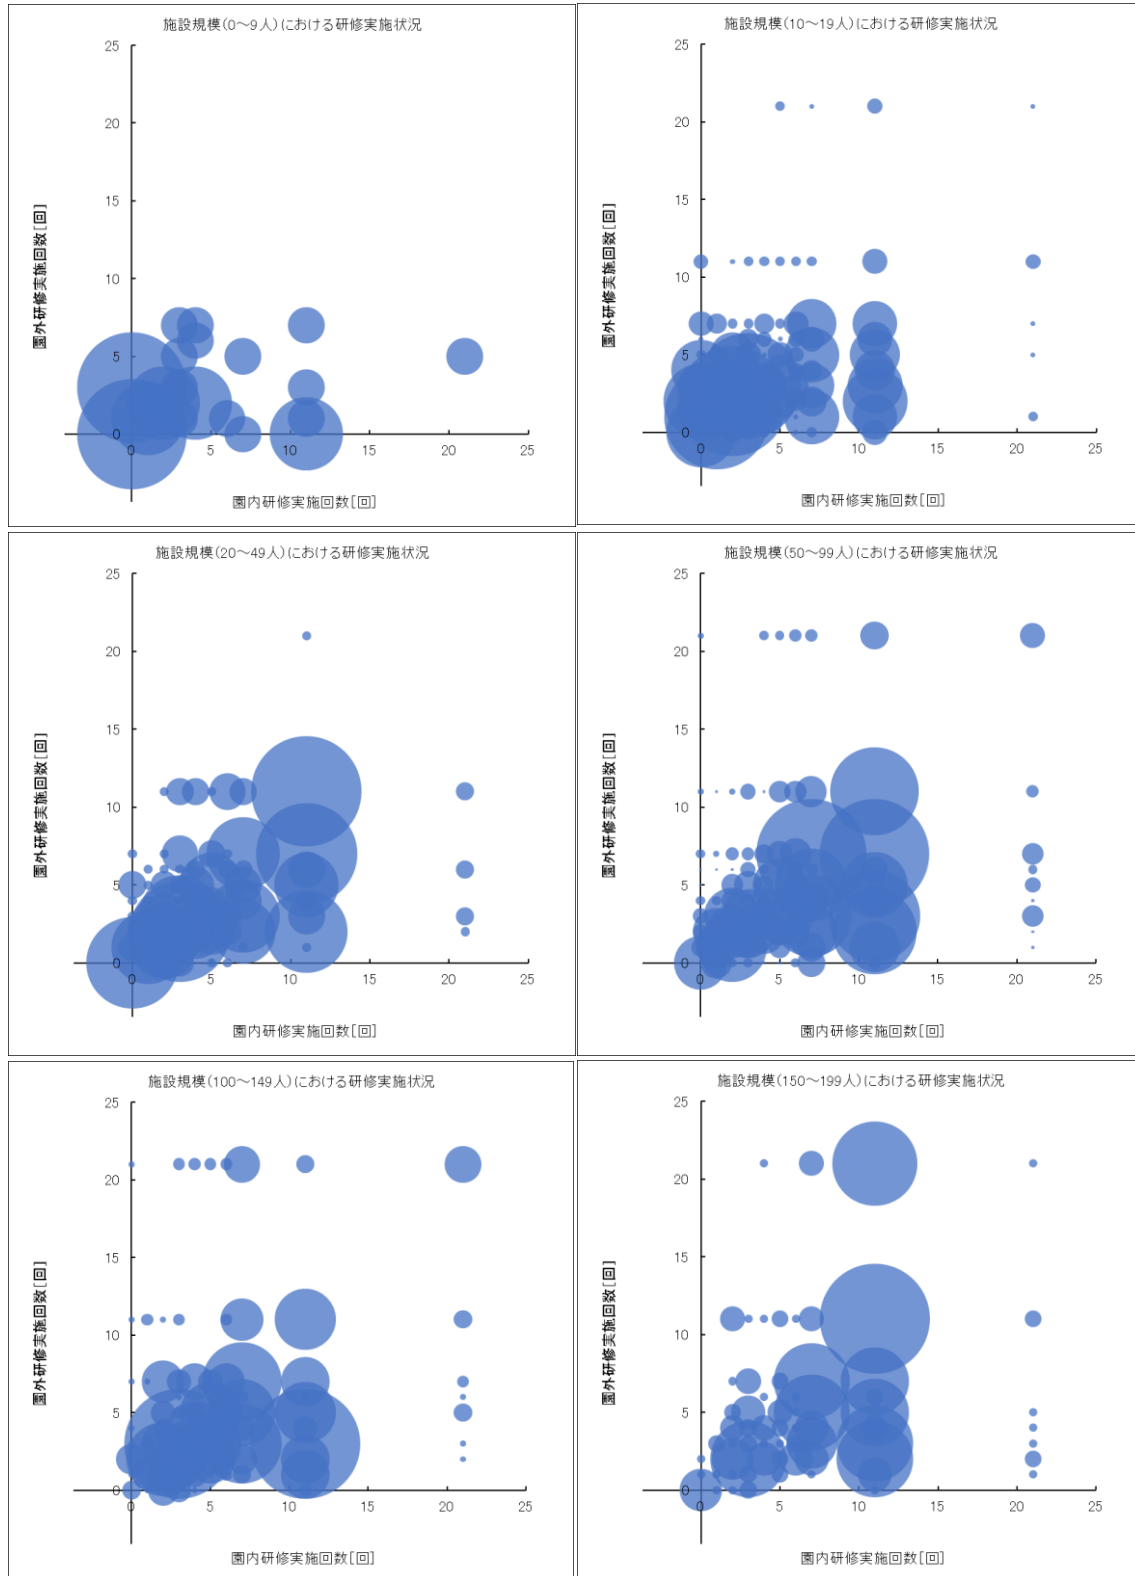 施設規模(0～9人)における研修実施状況
25
20
15
10
5
0
0 5 10 15 20 25
園外研修実施回数[回]
園内研修実施回数[回]
施設規模(10～19人)における研修実施状況
25
20
15
10
5
0
0 5 10 15 20 25
園外研修実施回数[回]
園内研修実施回数[回]
施設規模(20～49人)における研修実施状況
25
20
15
10
5
0
0 5 10 15 20 25
園外研修実施回数[回]
園内研修実施回数[回]
施設規模(50～99人)における研修実施状況
25
20
15
10
5
0
0 5 10 15 20 25
園外研修実施回数[回]
園内研修実施回数[回]
施設規模(100～149人)における研修実施状況
25
20
15
10
5
0
0 5 10 15 20 25
園外研修実施回数[回]
園内研修実施回数[回]
施設規模(150～199人)における研修実施状況
25
20
15
10
5
0
0 5 10 15 20 25
園外研修実施回数[回]
園内研修実施回数[回]